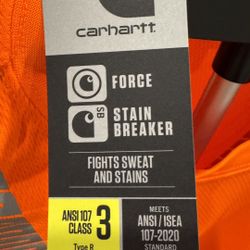 carhartt
FORCE
SB
STAIN
BREAKER
FIGHTS SWEAT
AND STAINS
ANSI 107
CLASS 3
Type R
MEETS
ANSI / ISEA
107-2020
STANDARD